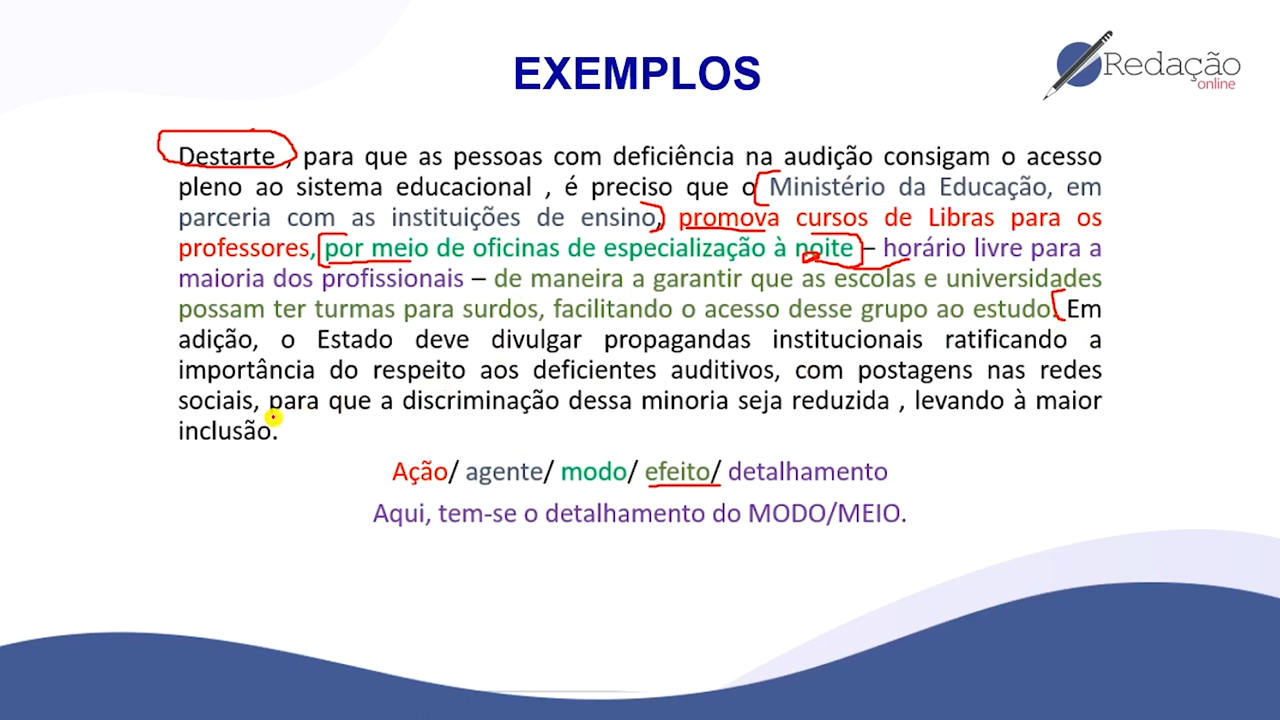 EXEMPLOS
Redação
online
Destarte , para que as pessoas com deficiência na audição consigam o acesso
pleno ao sistema educacional , é preciso que o Ministério da Educação, em
parceria com as instituições de ensino, promova cursos de Libras para os
professores, por meio de oficinas de especialização à noite – horário livre para a
maioria dos profissionais – de maneira a garantir que as escolas e universidades
possam ter turmas para surdos, facilitando o acesso desse grupo ao estudo. Em
adição, o Estado deve divulgar propagandas institucionais ratificando a
importância do respeito aos deficientes auditivos, com postagens nas redes
sociais, para que a discriminação dessa minoria seja reduzida , levando à maior
inclusão.
Ação/ agente/ modo/ efeito/ detalhamento
Aqui, tem-se o detalhamento do MODO/MEIO.